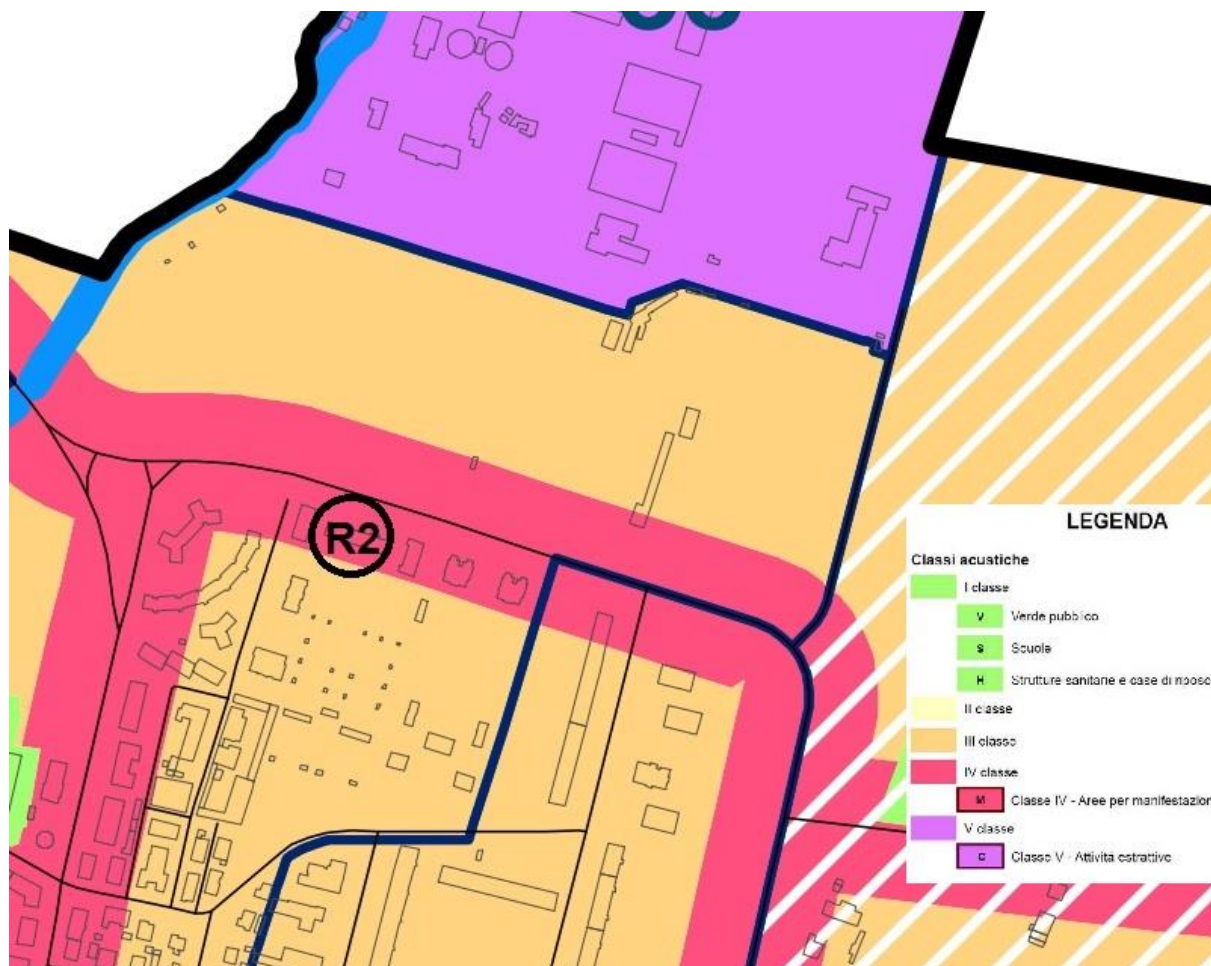 R2
LEGENDA
Classi acustiche
I classe
V Verde pubblico
S Scuole
H Strutture sanitarie e case di riposo
II classe
III classe
IV classe
M Classe IV - Aree per manifestazion
V classe
C Classe V - Attività estrattive